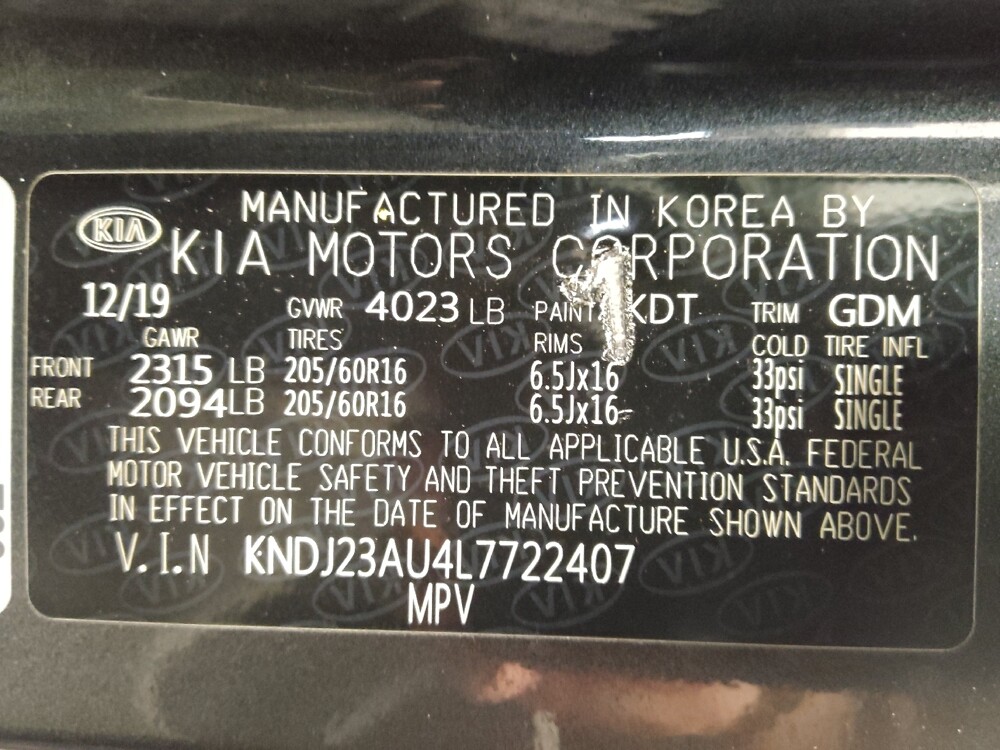 KIA
MANUFACTURED IN KOREA BY
KIA MOTORS CORPORATION
12/19 GVWR 4023 LB PAINT KDT TRIM GDM
GAWR TIRES RIMS COLD TIRE INFL
FRONT 2315 LB 205/60R16 6.5Jx16 33psi SINGLE
REAR 2094 LB 205/60R16 6.5Jx16 33psi SINGLE
THIS VEHICLE CONFORMS TO ALL APPLICABLE U.S.A. FEDERAL
MOTOR VEHICLE SAFETY AND THEFT PREVENTION STANDARDS
IN EFFECT ON THE DATE OF MANUFACTURE SHOWN ABOVE.
V.I.N KNDJ23AU4L7722407
MPV